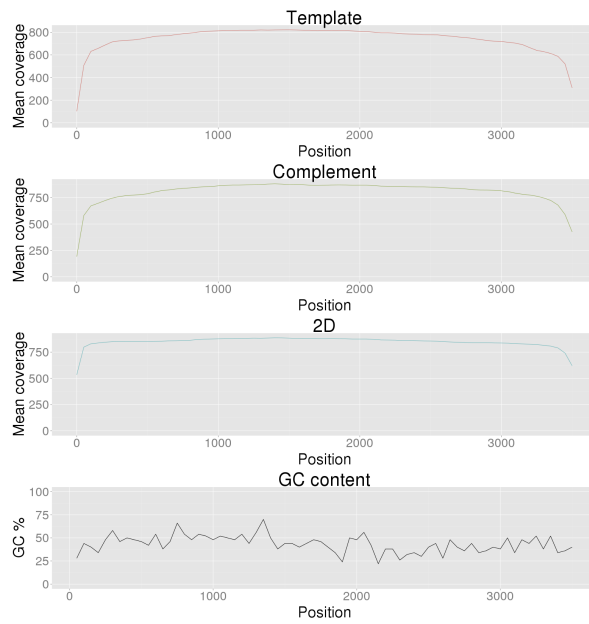 Template
Mean coverage
800
600
400
200
0
0 1000 2000 3000
Position
Complement
Mean coverage
750
500
250
0
0 1000 2000 3000
Position
2D
Mean coverage
750
500
250
0
0 1000 2000 3000
Position
GC content
GC %
100
75
50
25
0
0 1000 2000 3000
Position